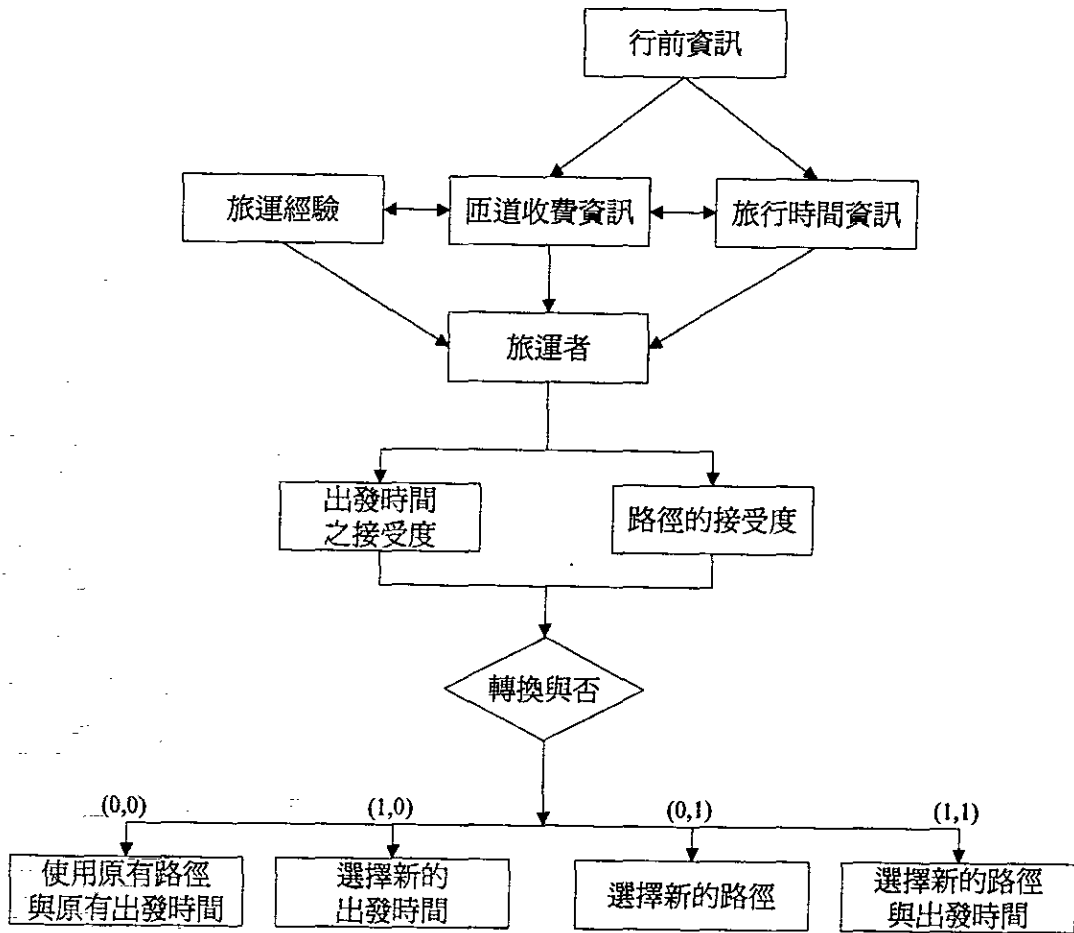 行前資訊
旅運經驗
匝道收費資訊
旅行時間資訊
旅運者
出發時間
之接受度
路徑的接受度
轉換與否
(0,0)
(1,0)
(0,1)
(1,1)
使用原有路徑
與原有出發時間
選擇新的
出發時間
選擇新的路徑
選擇新的路徑
與出發時間